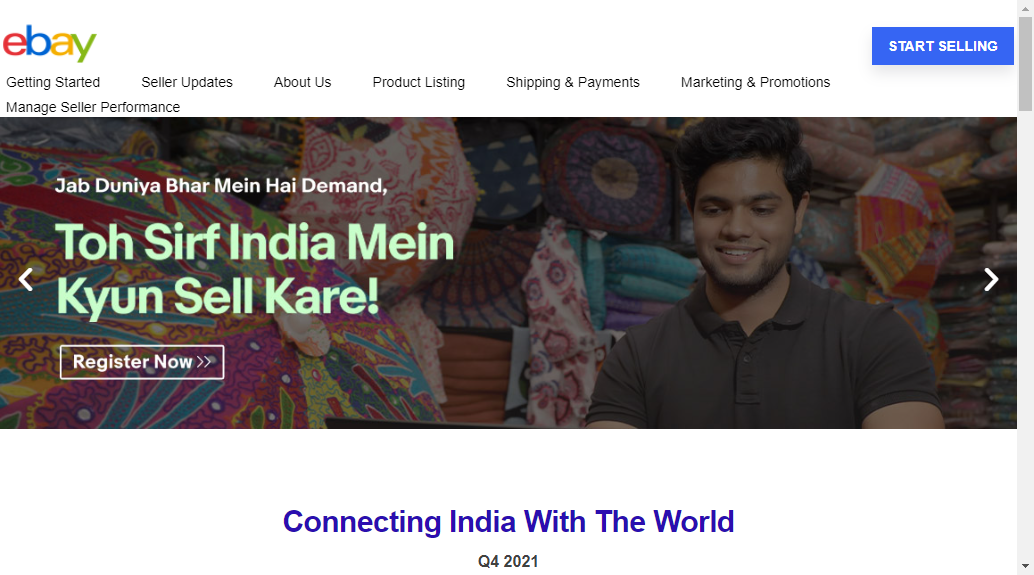 ebay
START SELLING
Getting Started Seller Updates About Us Product Listing Shipping & Payments Marketing & Promotions
Manage Seller Performance
Jab Duniya Bhar Mein Hai Demand,
Toh Sirf India Mein
Kyun Sell Kare!
Register Now >>
Connecting India With The World
Q4 2021